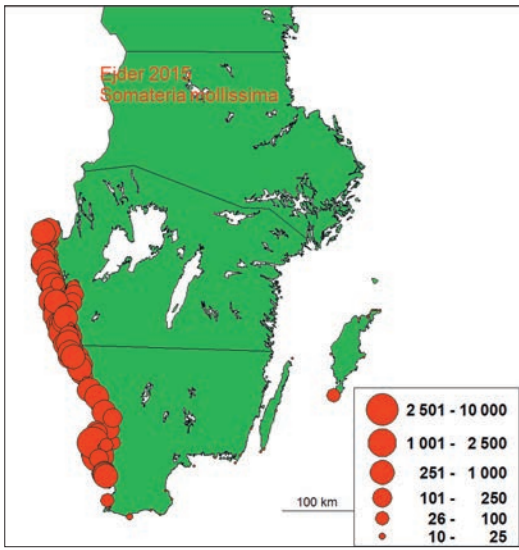 Ejder 2015
Somateria mollissima
2 501 - 10 000
1 001 - 2 500
251 - 1 000
101 - 250
26 - 100
10 - 25
100 km